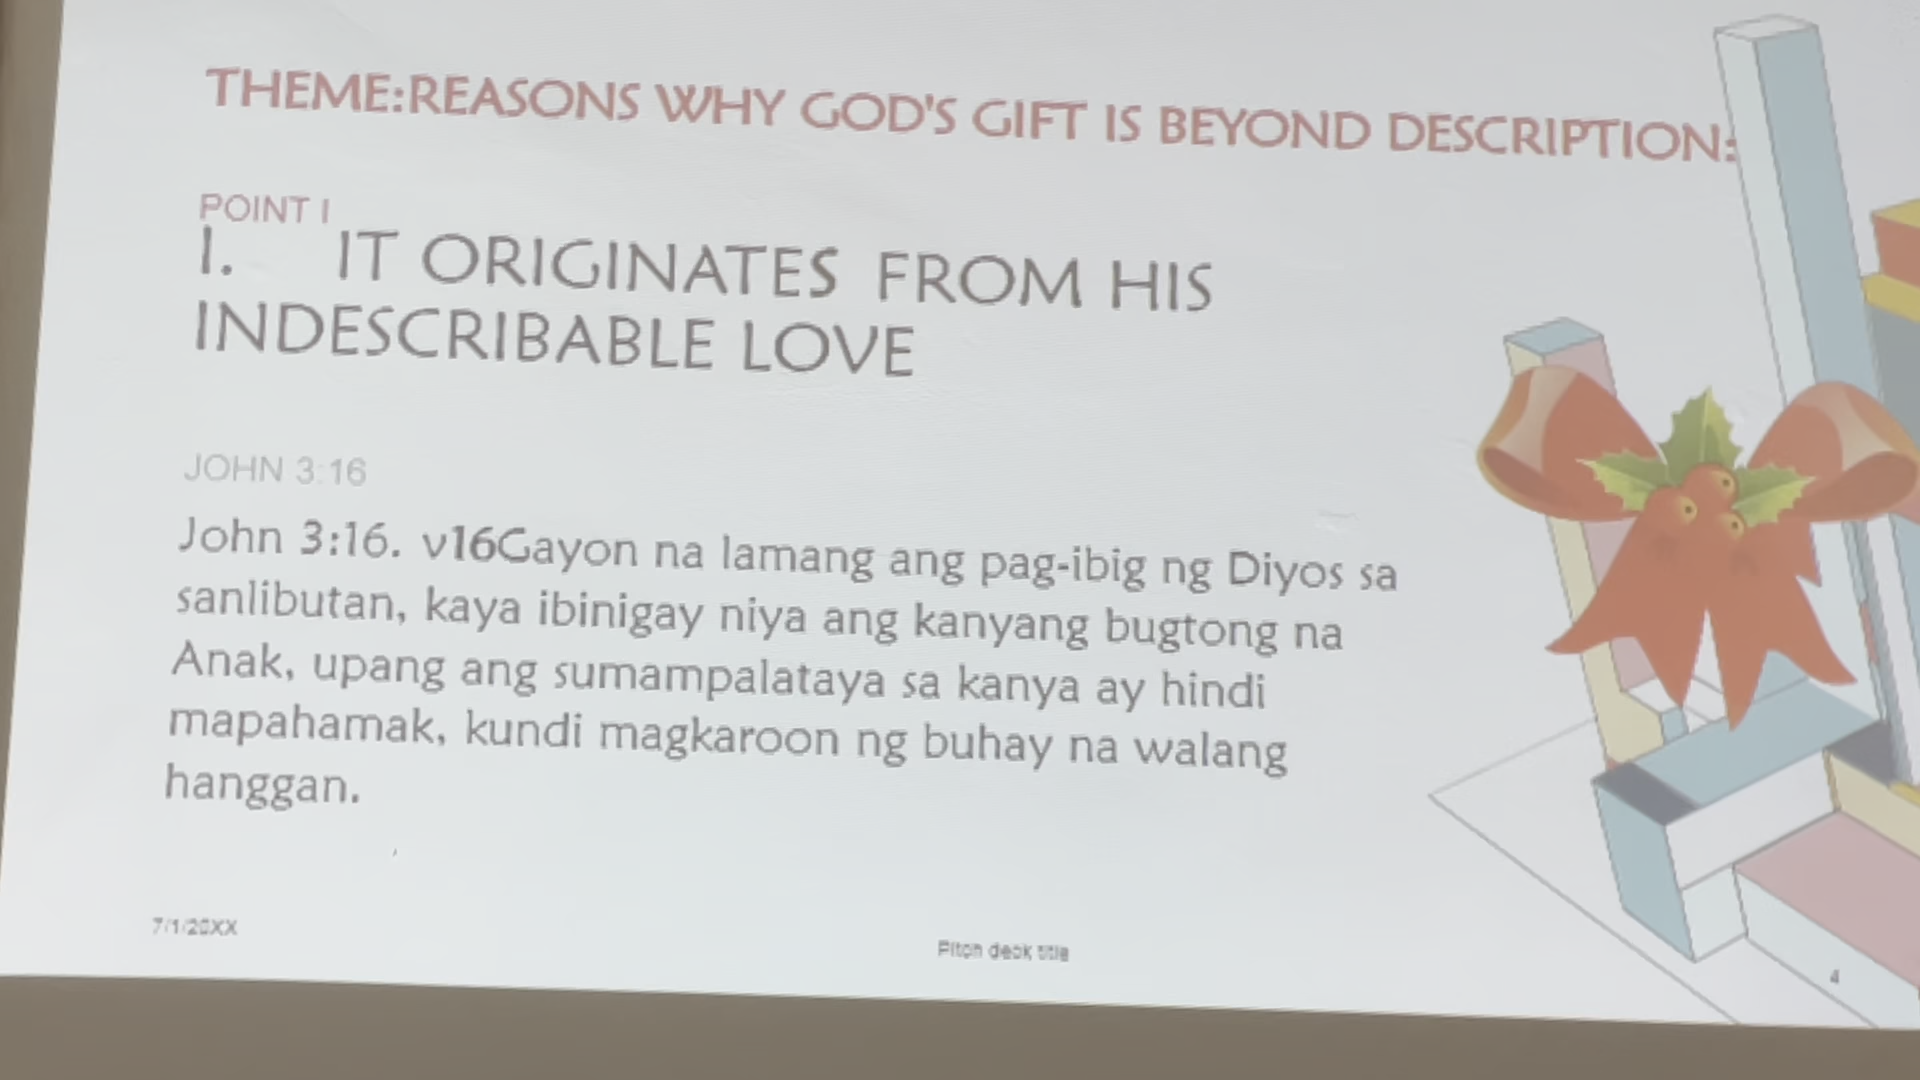 THEME:REASONS WHY GOD'S GIFT IS BEYOND DESCRIPTION:
POINT I
I. IT ORIGINATES FROM HIS
INDESCRIBABLE LOVE
JOHN 3:16
John 3:16. v16Gayon na lamang ang pag-ibig ng Diyos sa
sanlibutan, kaya ibinigay niya ang kanyang bugtong na
Anak, upang ang sumampalataya sa kanya ay hindi
mapahamak, kundi magkaroon ng buhay na walang
hanggan.
7/1/20XX
Pitch deck title
4